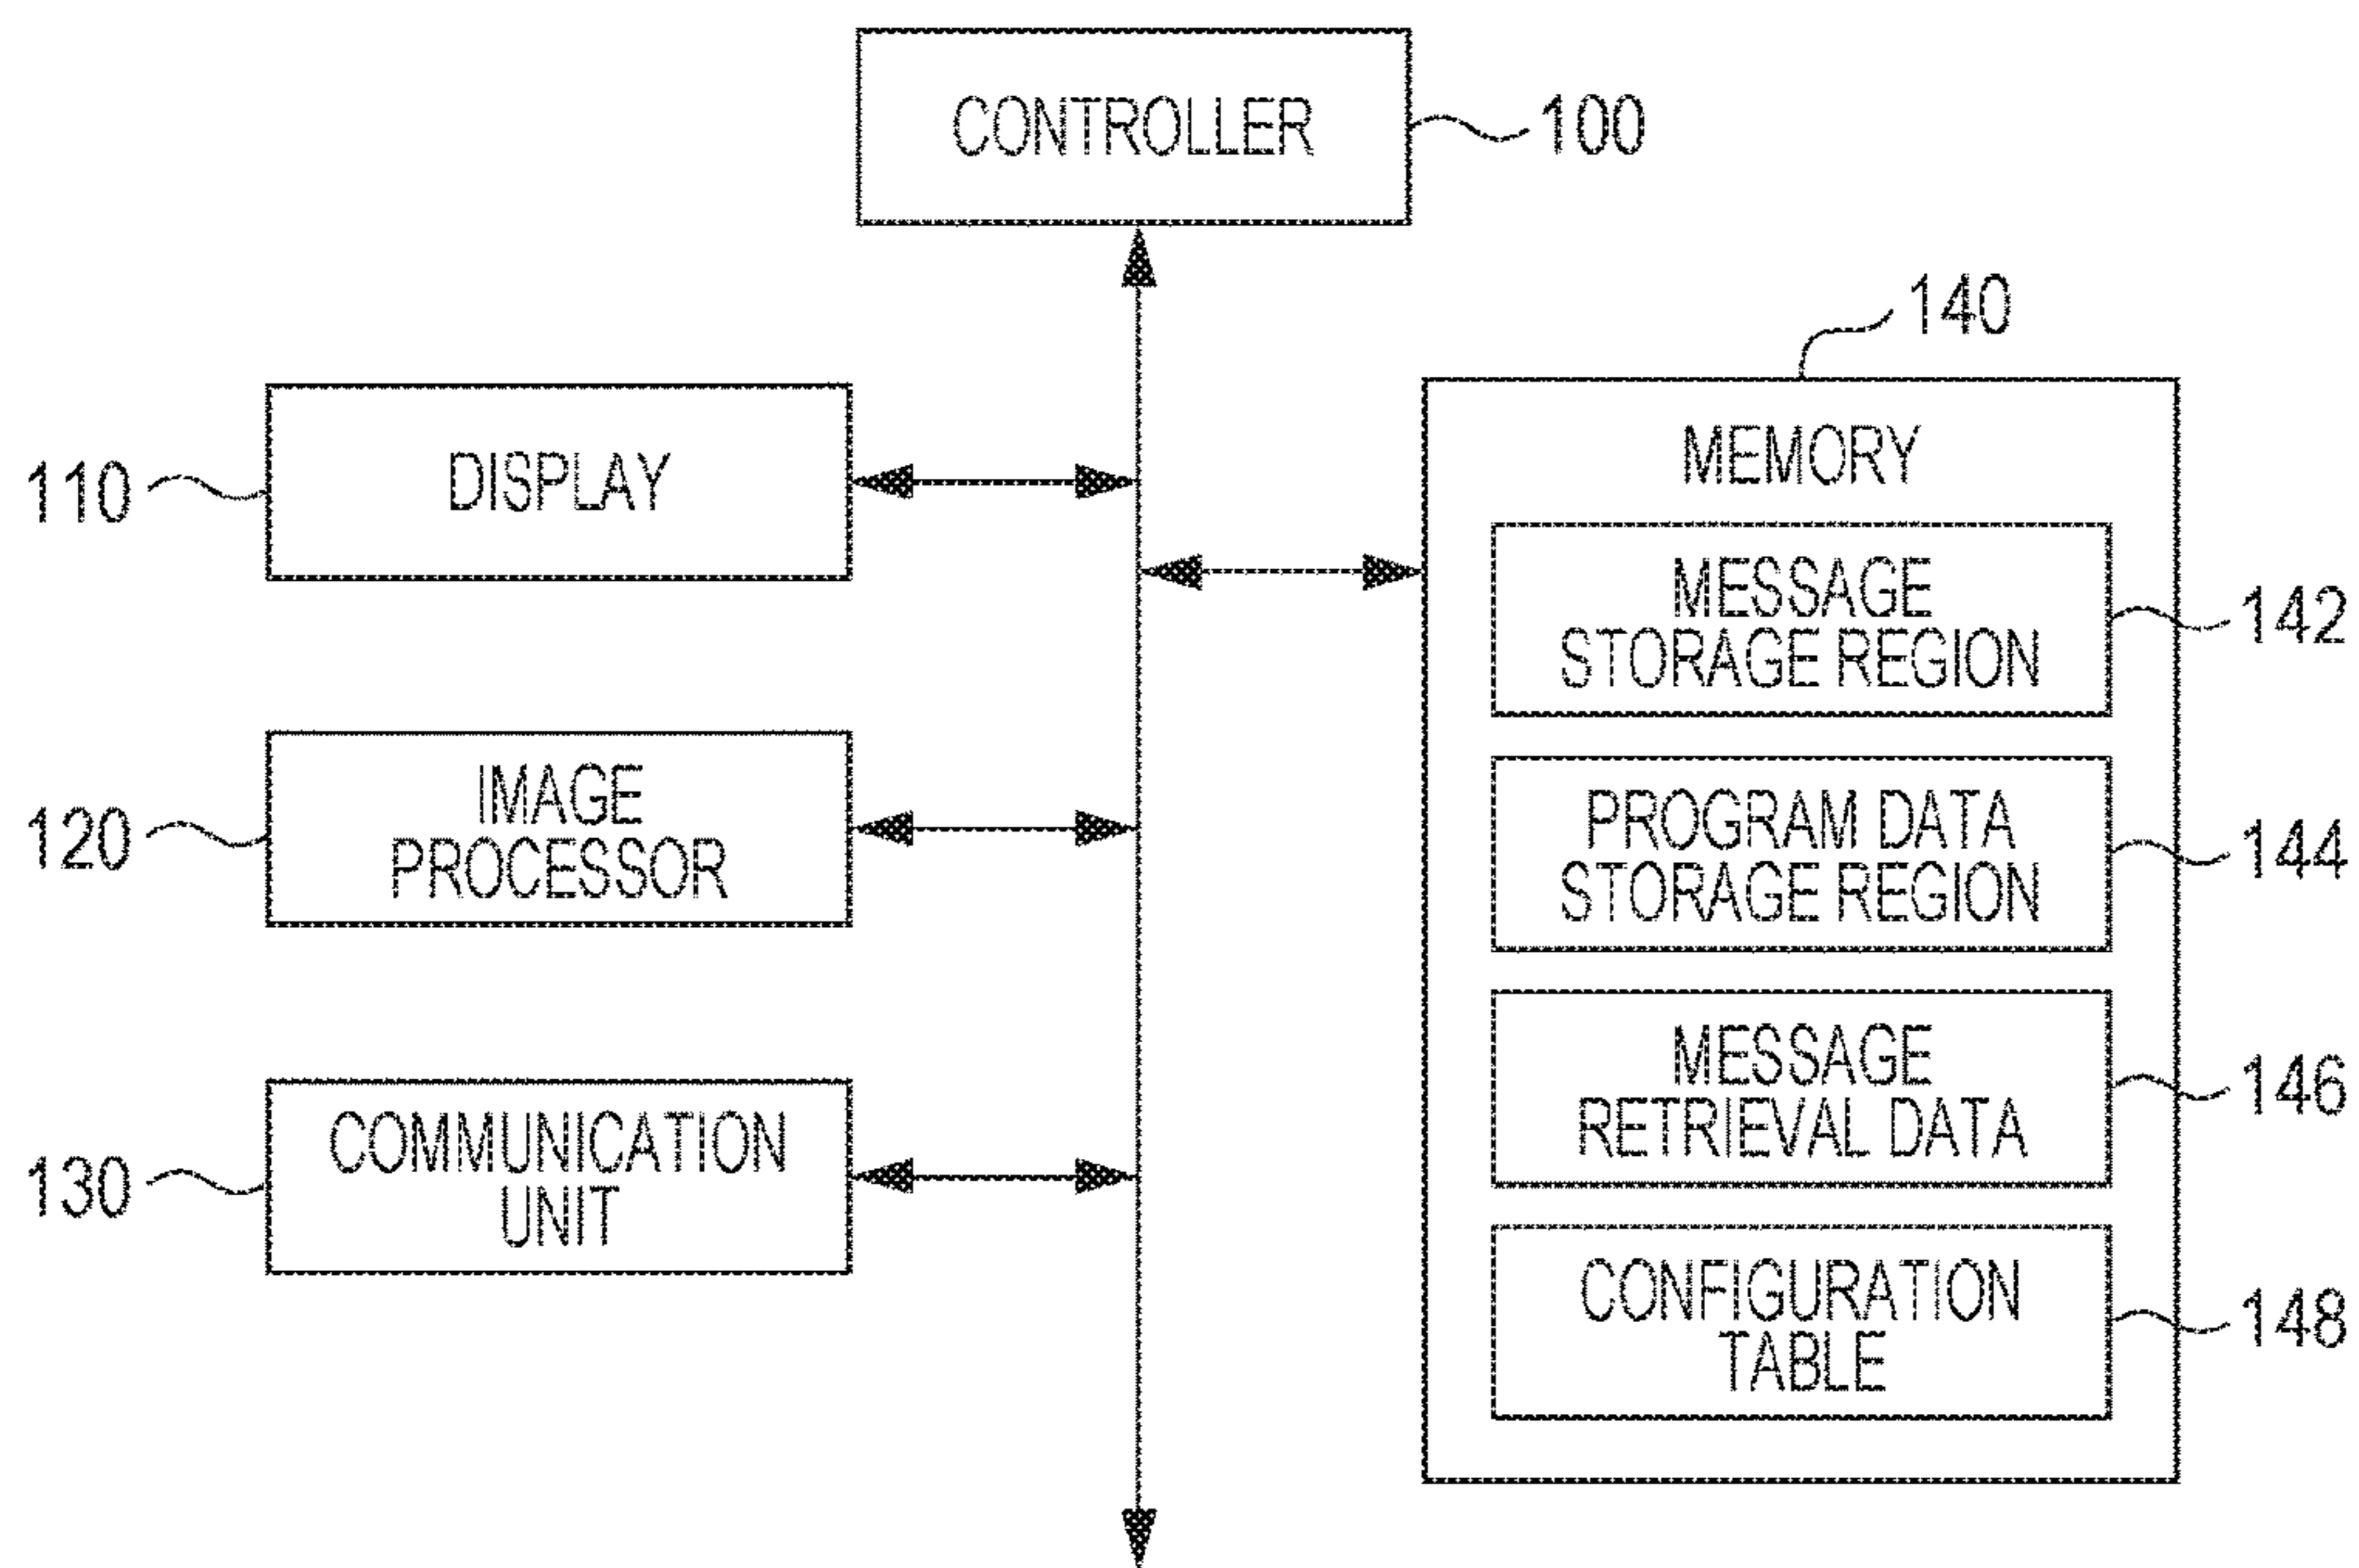 CONTROLLER
100
140
110
DISPLAY
MEMORY
MESSAGE
STORAGE REGION
142
120
IMAGE
PROCESSOR
PROGRAM DATA
STORAGE REGION
144
130
COMMUNICATION
UNIT
MESSAGE
RETRIEVAL DATA
146
CONFIGURATION
TABLE
148